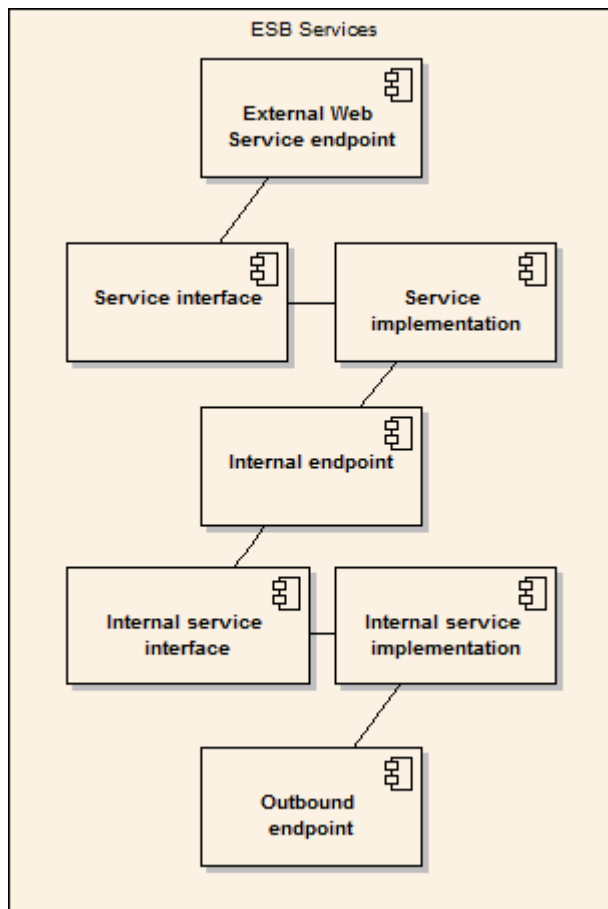 ESB Services
External Web
Service endpoint
Service interface
Service
implementation
Internal endpoint
Internal service
interface
Internal service
implementation
Outbound
endpoint